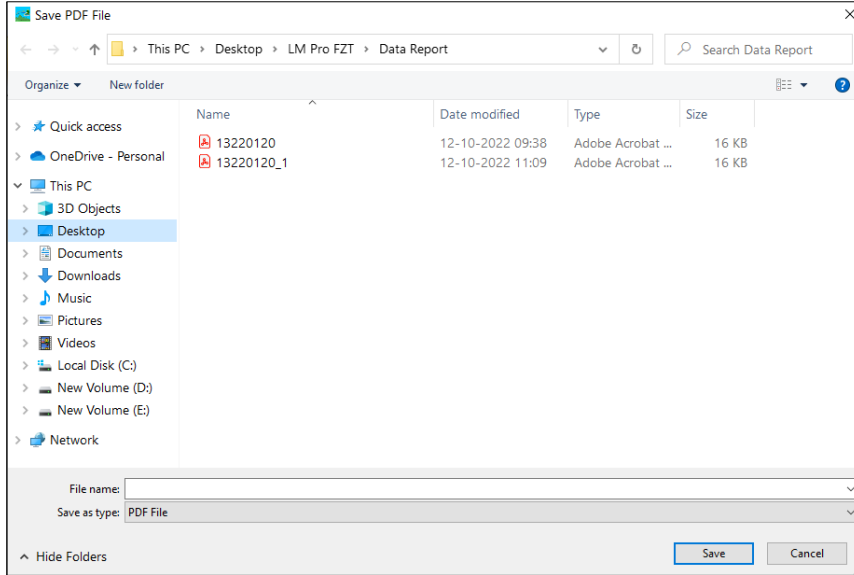 Save PDF File
This PC > Desktop > LM Pro FZT > Data Report
Search Data Report
Organize
New folder
Name Date modified Type Size
13220120 12-10-2022 09:38 Adobe Acrobat ... 16 KB
13220120_1 12-10-2022 11:09 Adobe Acrobat ... 16 KB
Quick access
OneDrive - Personal
This PC
3D Objects
Desktop
Documents
Downloads
Music
Pictures
Videos
Local Disk (C:)
New Volume (D:)
New Volume (E:)
Network
File name:
Save as type: PDF File
Hide Folders
Save
Cancel